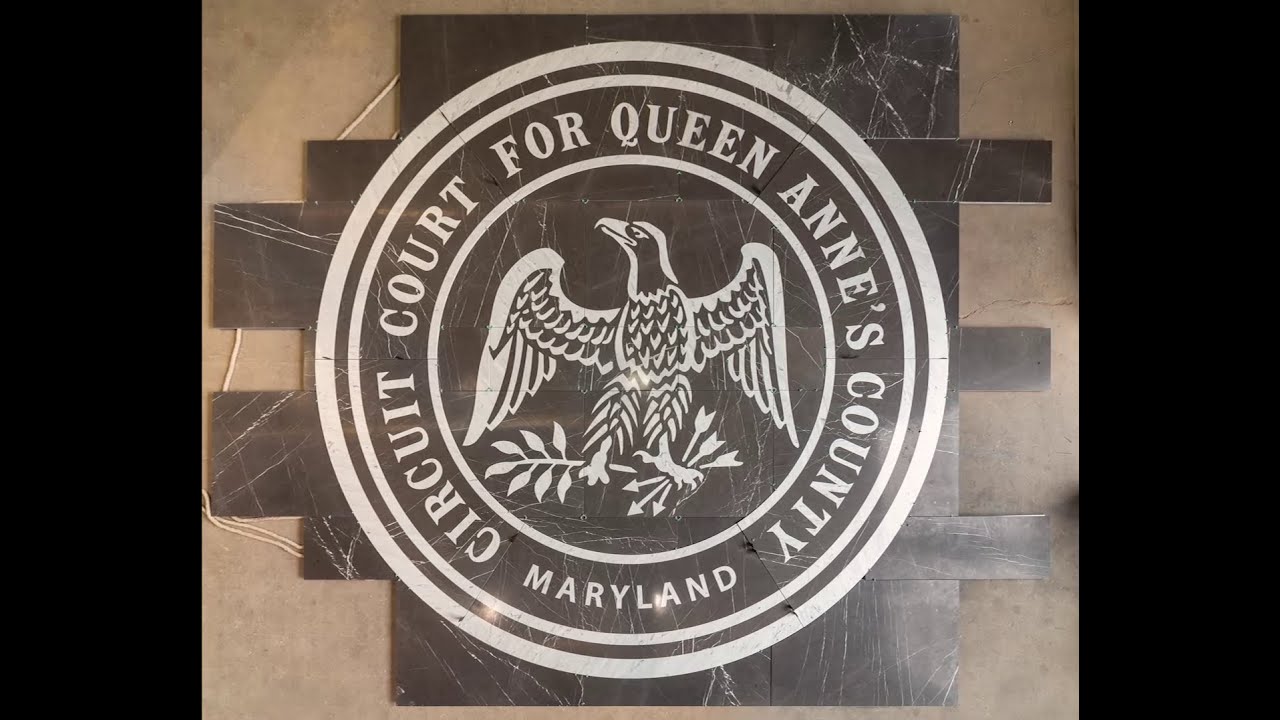 CIRCUIT COURT FOR QUEEN ANNE'S COUNTY
MARYLAND